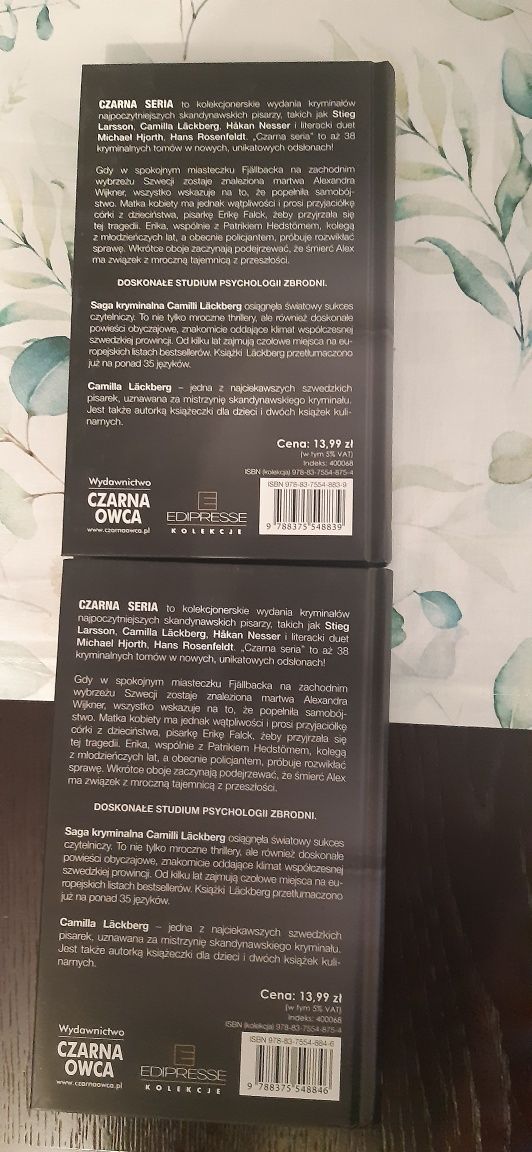 CZARNA SERIA to kolekcjonerskie wydania kryminałów
najpoczytniejszych skandynawskich pisarzy, takich jak Stieg
Larsson, Camilla Läckberg, Håkan Nesser i literacki duet
Michael Hjorth, Hans Rosenfeldt. „Czarna seria” to aż 38
kryminalnych tomów w nowych, unikatowych odsłonach!
Gdy w spokojnym miasteczku Fjällbacka na zachodnim
wybrzeżu Szwecji zostaje znaleziona martwa Alexandra
Wijkner, wszystko wskazuje na to, że popełniła samobój-
stwo. Matka kobiety ma jednak wątpliwości i prosi przyjaciółkę
córki z dzieciństwa, pisarkę Erikę Falck, żeby przyjrzała się
tej tragedii. Erika, wspólnie z Patrikiem Hedstömem, kolegą
z młodzieńczych lat, a obecnie policjantem, próbuje rozwikłać
sprawę. Wkrótce oboje zaczynają podejrzewać, że śmierć Alex
ma związek z mroczną tajemnicą z przeszłości.
DOSKONAŁE STUDIUM PSYCHOLOGII ZBRODNI.
Saga kryminalna Camilli Läckberg osiągnęła światowy sukces
czytelniczy. To nie tylko mroczne thrillery, ale również doskonałe
powieści obyczajowe, znakomicie oddające klimat współczesnej
szwedzkiej prowincji. Od kilku lat zajmują czołowe miejsca na eu-
ropejskich listach bestsellerów. Książki Läckberg przetłumaczono
już na ponad 35 języków.
Camilla Läckberg – jedna z najciekawszych szwedzkich
pisarek, uznawana za mistrzynię skandynawskiego kryminału.
Jest także autorką książeczki dla dzieci i dwóch książek kuli-
narnych.
Cena: 13,99 zł
(w tym 5% VAT)
Indeks: 400068
ISBN (kolekcja) 978-83-7554-875-4
ISBN 978-83-7554-883-9
9 788375 548839
Wydawnictwo
CZARNA
OWCA
www.czarnaowca.pl
EDIPRESSE
KOLEKCJE
CZARNA SERIA to kolekcjonerskie wydania kryminałów
najpoczytniejszych skandynawskich pisarzy, takich jak Stieg
Larsson, Camilla Läckberg, Håkan Nesser i literacki duet
Michael Hjorth, Hans Rosenfeldt. „Czarna seria” to aż 38
kryminalnych tomów w nowych, unikatowych odsłonach!
Gdy w spokojnym miasteczku Fjällbacka na zachodnim
wybrzeżu Szwecji zostaje znaleziona martwa Alexandra
Wijkner, wszystko wskazuje na to, że popełniła samobój-
stwo. Matka kobiety ma jednak wątpliwości i prosi przyjaciółkę
córki z dzieciństwa, pisarkę Erikę Falck, żeby przyjrzała się
tej tragedii. Erika, wspólnie z Patrikiem Hedstömem, kolegą
z młodzieńczych lat, a obecnie policjantem, próbuje rozwikłać
sprawę. Wkrótce oboje zaczynają podejrzewać, że śmierć Alex
ma związek z mroczną tajemnicą z przeszłości.
DOSKONAŁE STUDIUM PSYCHOLOGII ZBRODNI.
Saga kryminalna Camilli Läckberg osiągnęła światowy sukces
czytelniczy. To nie tylko mroczne thrillery, ale również doskonałe
powieści obyczajowe, znakomicie oddające klimat współczesnej
szwedzkiej prowincji. Od kilku lat zajmują czołowe miejsca na eu-
ropejskich listach bestsellerów. Książki Läckberg przetłumaczono
już na ponad 35 języków.
Camilla Läckberg – jedna z najciekawszych szwedzkich
pisarek, uznawana za mistrzynię skandynawskiego kryminału.
Jest także autorką książeczki dla dzieci i dwóch książek kuli-
narnych.
Cena: 13,99 zł
(w tym 5% VAT)
Indeks: 400068
ISBN (kolekcja) 978-83-7554-875-4
ISBN 978-83-7554-884-6
9 788375 548846
Wydawnictwo
CZARNA
OWCA
www.czarnaowca.pl
EDIPRESSE
KOLEKCJE